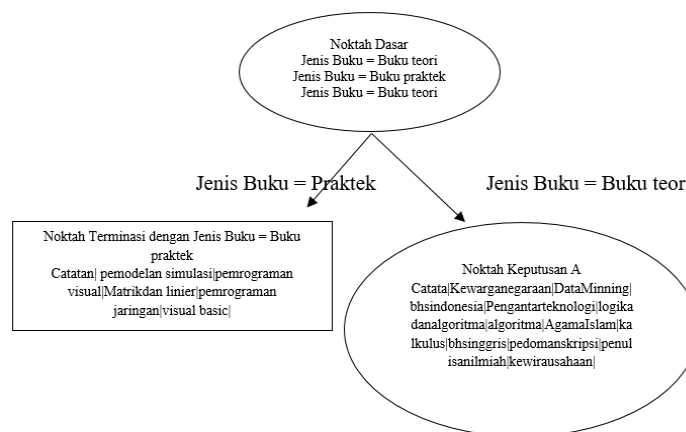 Noktah Dasar
Jenis Buku = Buku teori
Jenis Buku = Buku praktek
Jenis Buku = Buku teori
Jenis Buku = Praktek
Jenis Buku = Buku teor
Noktah Terminasi dengan Jenis Buku = Buku
praktek
Catatan| pemodelan simulasi|pemrograman
visual|Matrikdan linier|pemrograman
jaringan|visual basic|
Noktah Keputusan A
Catata|Kewarganegaraan|DataMinning|
bhsindonesia|Pengantarteknologi|logika
danalgoritma|algoritma|AgamaIslam|ka
lkulus|bhsinggris|pedomanskripsi|penul
isanilmiah|kewirausahaan|